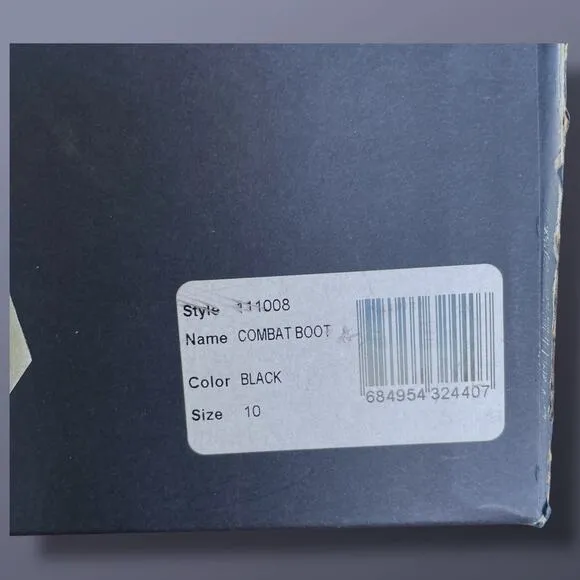 Style 111008
Name COMBAT BOOT
Color BLACK
Size 10
684954 324407